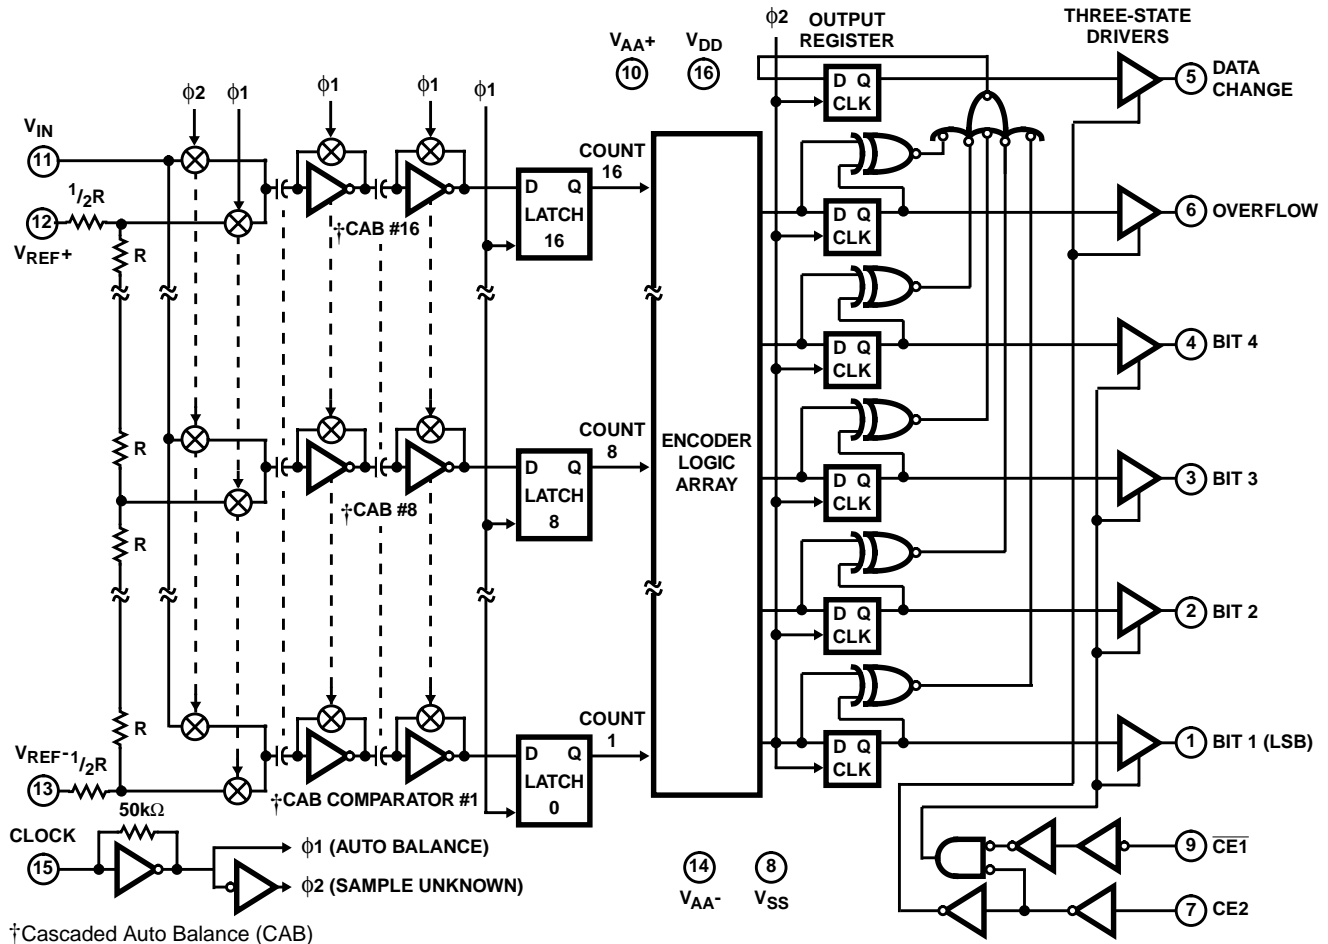 ϕ2
OUTPUT
REGISTER
THREE-STATE
DRIVERS
VAA+
VDD
10
16
ϕ2
ϕ1
ϕ1
ϕ1
ϕ1
D Q
CLK
5
DATA
CHANGE
VIN
11
COUNT
16
D Q
LATCH
16
1/2R
12
VREF+
†CAB #16
R
D Q
CLK
6
OVERFLOW
D Q
CLK
4
BIT 4
COUNT
8
R
D Q
LATCH
8
†CAB #8
R
ENCODER
LOGIC
ARRAY
D Q
CLK
3
BIT 3
D Q
CLK
2
BIT 2
COUNT
1
R
D Q
LATCH
0
VREF-
1/2R
13
†CAB COMPARATOR #1
D Q
CLK
1
BIT 1 (LSB)
50kΩ
CLOCK
15
ϕ1 (AUTO BALANCE)
ϕ2 (SAMPLE UNKNOWN)
14
VAA-
8
VSS
9
CE1
7
CE2
†Cascaded Auto Balance (CAB)